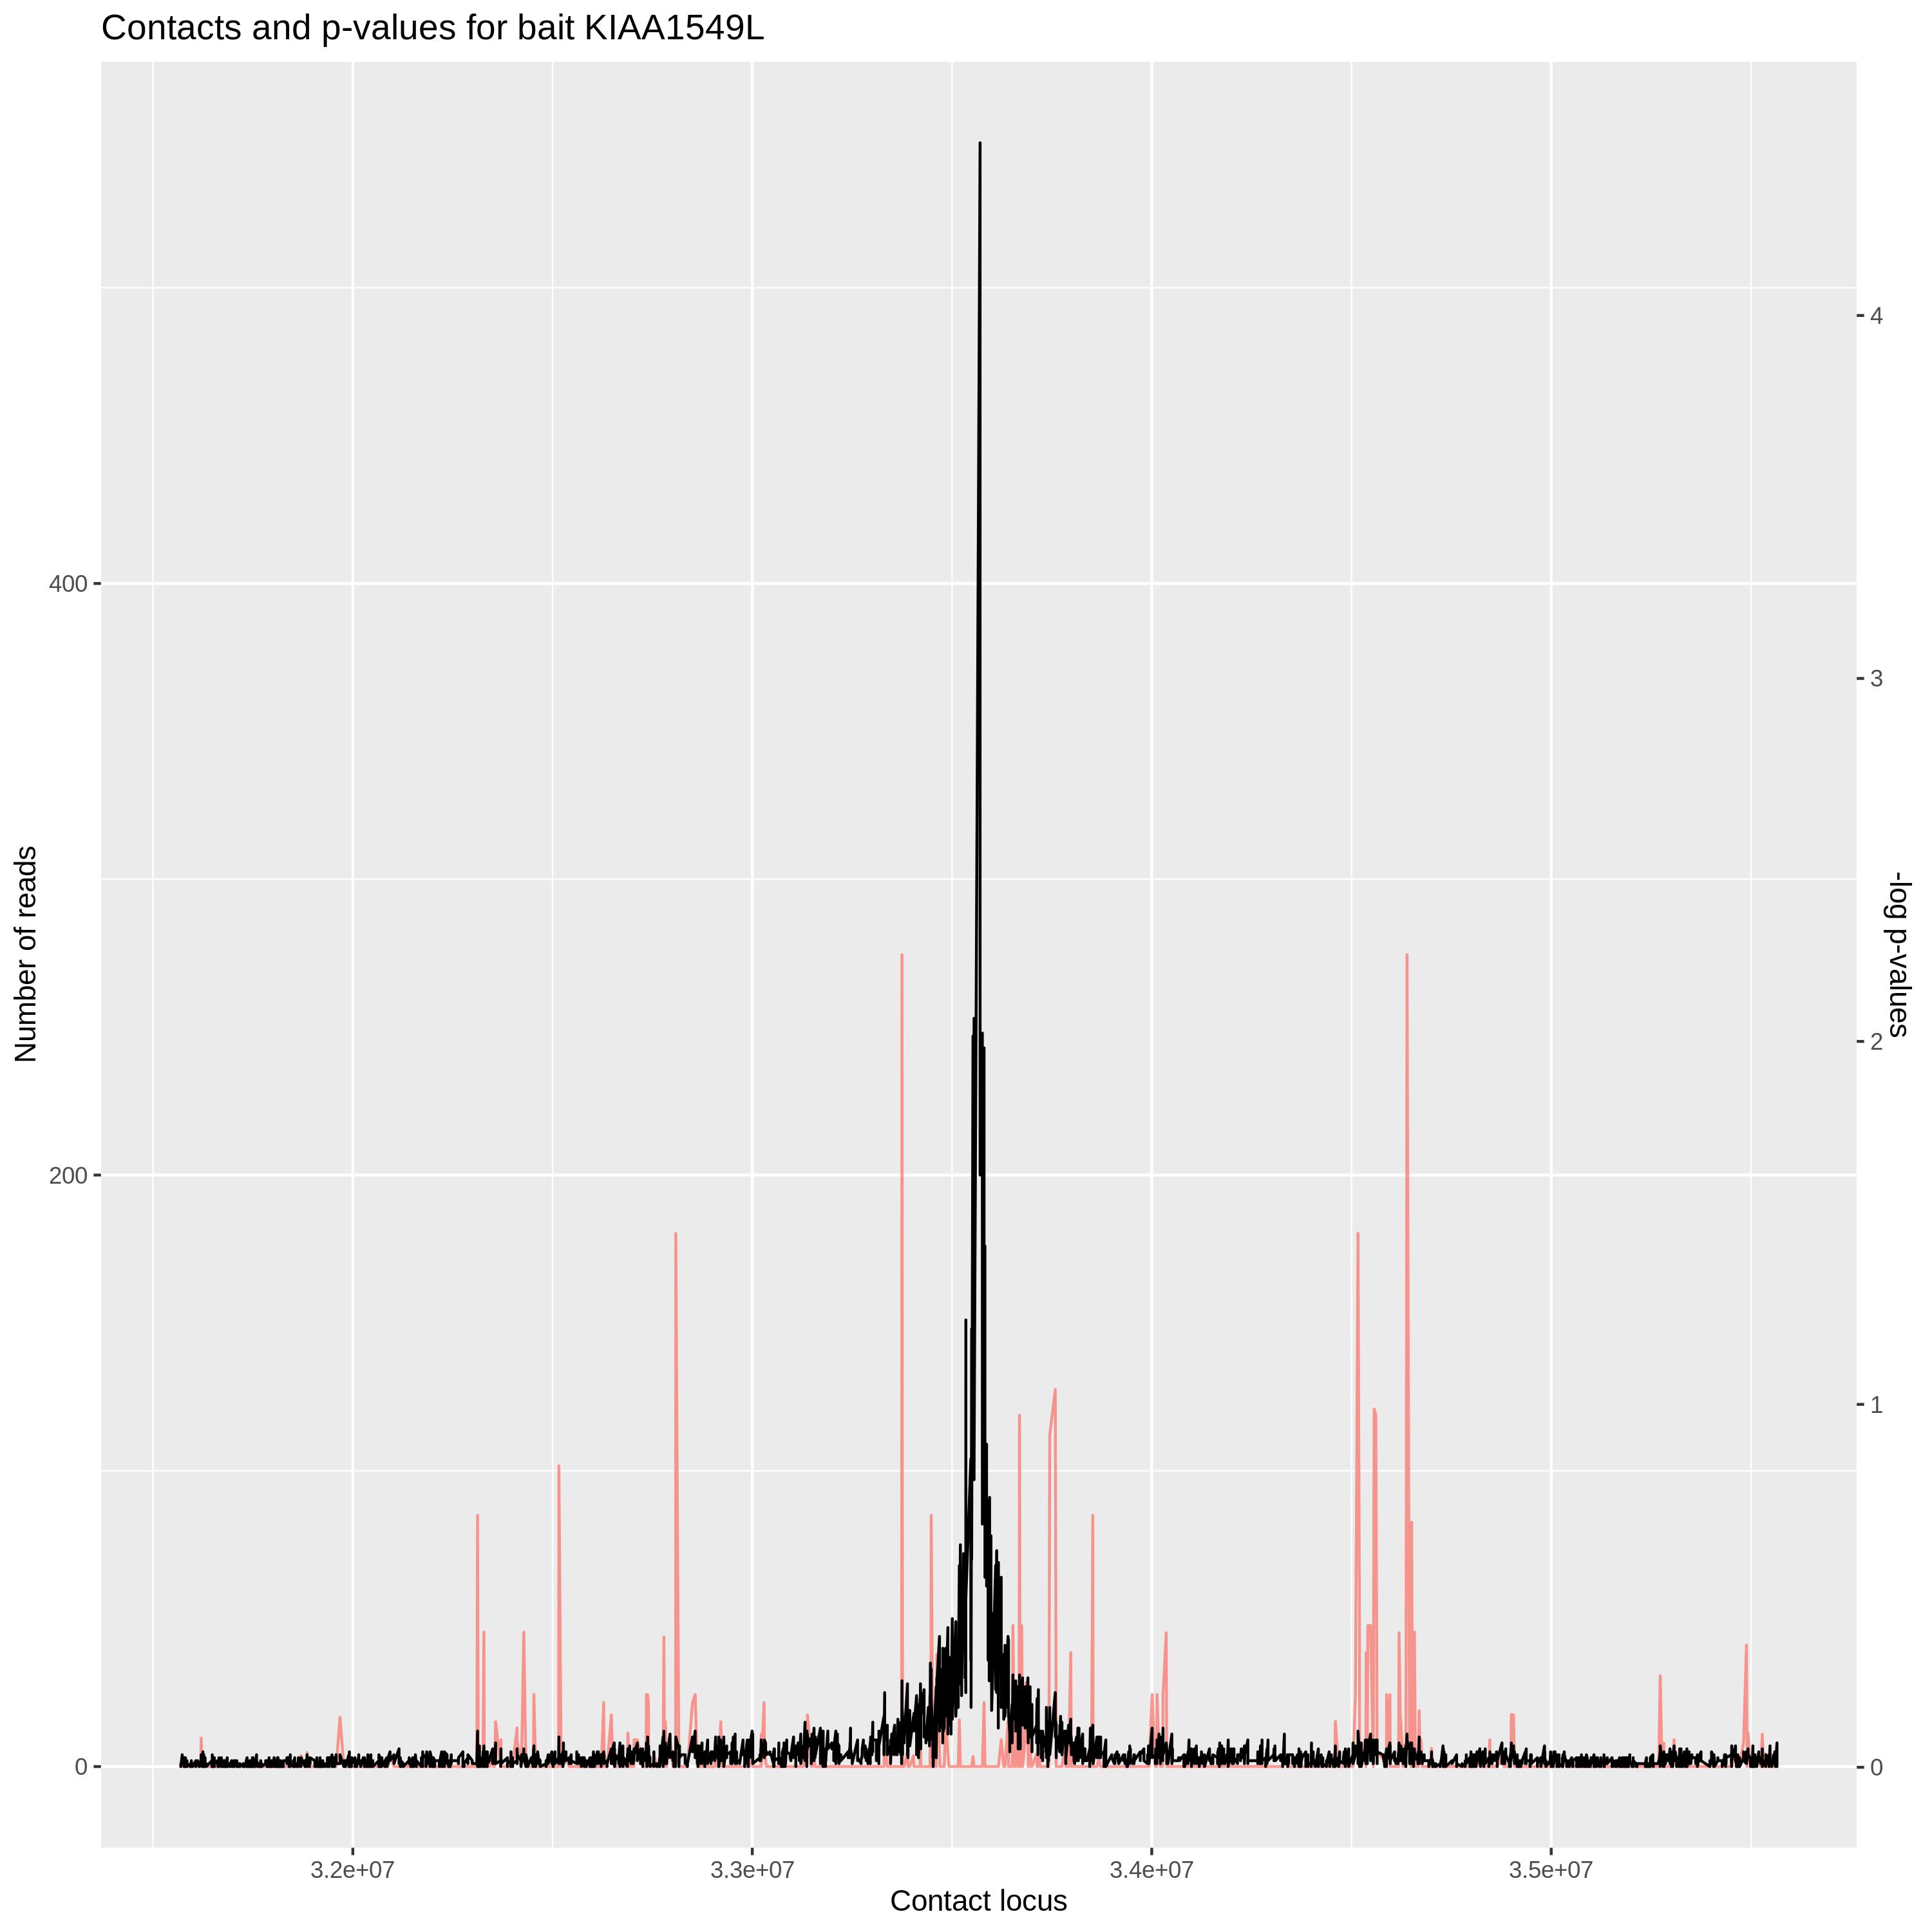 Contacts and p-values for bait KIAA1549L
Number of reads
400
200
0
4
3
2
1
0
-log p-values
3.2e+07
3.3e+07
3.4e+07
3.5e+07
Contact locus